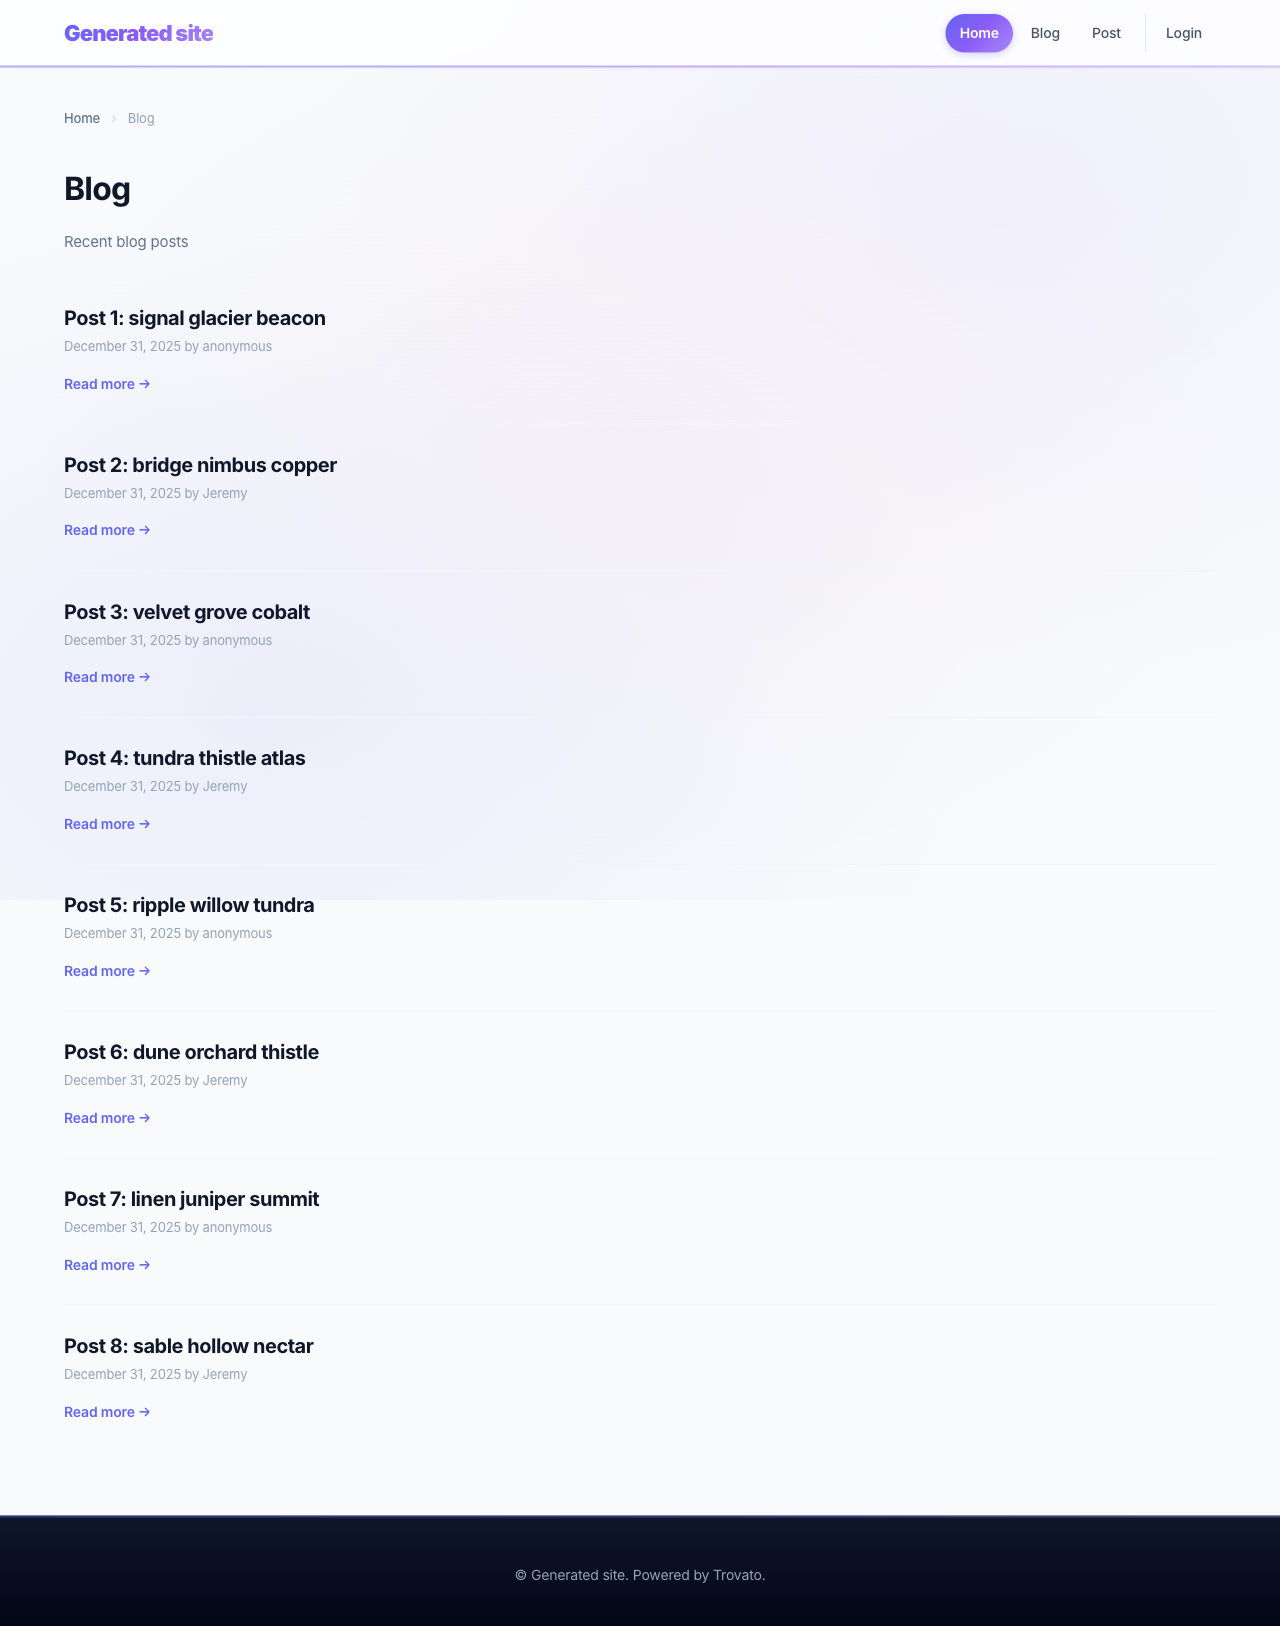 Generated site
Home
Blog
Post
Login
Home › Blog
Blog
Recent blog posts
Post 1: signal glacier beacon
December 31, 2025 by anonymous
Read more →
Post 2: bridge nimbus copper
December 31, 2025 by Jeremy
Read more →
Post 3: velvet grove cobalt
December 31, 2025 by anonymous
Read more →
Post 4: tundra thistle atlas
December 31, 2025 by Jeremy
Read more →
Post 5: ripple willow tundra
December 31, 2025 by anonymous
Read more →
Post 6: dune orchard thistle
December 31, 2025 by Jeremy
Read more →
Post 7: linen juniper summit
December 31, 2025 by anonymous
Read more →
Post 8: sable hollow nectar
December 31, 2025 by Jeremy
Read more →
© Generated site. Powered by Trovato.